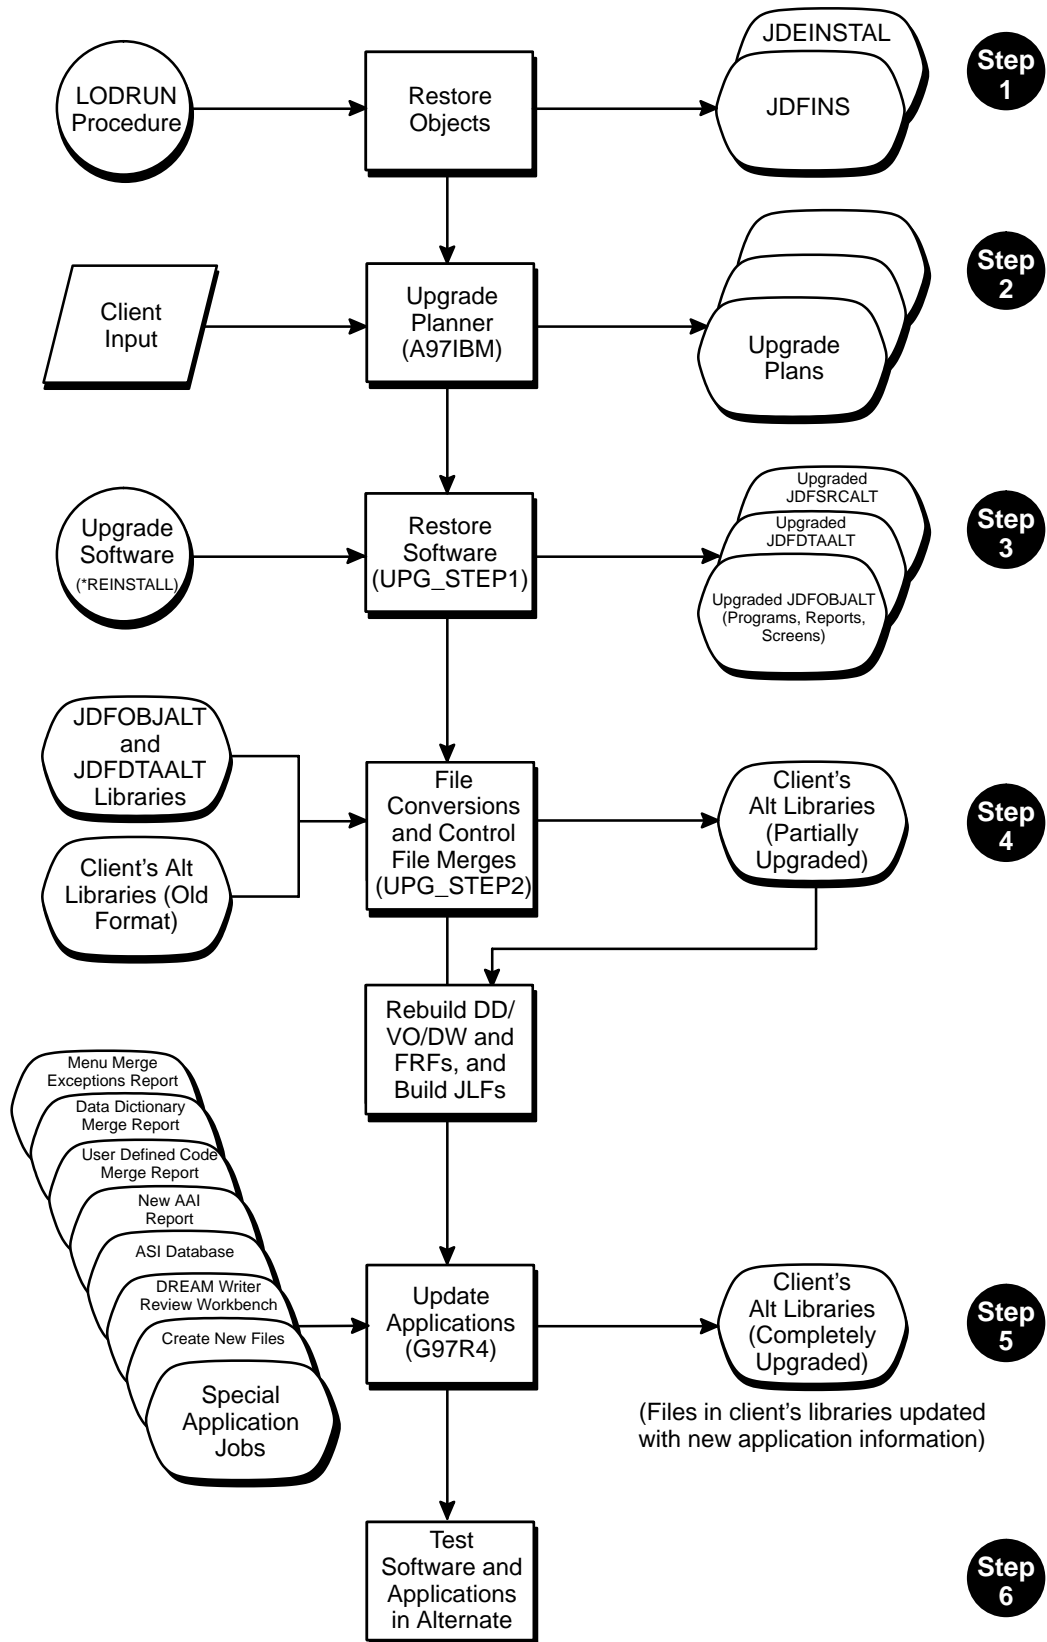 LODRUN
Procedure
Restore
Objects
JDEINSTAL
JDFINS
Step
1
Client
Input
Upgrade
Planner
(A97IBM)
Upgrade
Plans
Step
2
Upgrade
Software
(*REINSTALL)
Restore
Software
(UPG_STEP1)
Upgraded
JDFSRCALT
Upgraded
JDFDTAALT
Upgraded JDFOBJALT
(Programs, Reports,
Screens)
Step
3
JDFOBJALT
and
JDFDTAALT
Libraries
Client's Alt
Libraries (Old
Format)
File
Conversions
and Control
File Merges
(UPG_STEP2)
Client's
Alt Libraries
(Partially
Upgraded)
Step
4
Rebuild DD/
VO/DW and
FRFs, and
Build JLFs
Menu Merge
Exceptions Report
Data Dictionary
Merge Report
User Defined Code
Merge Report
New AAI
Report
ASI Database
DREAM Writer
Review Workbench
Create New Files
Special
Application
Jobs
Update
Applications
(G97R4)
Client's
Alt Libraries
(Completely
Upgraded)
(Files in client's libraries updated
with new application information)
Step
5
Test
Software and
Applications
in Alternate
Step
6